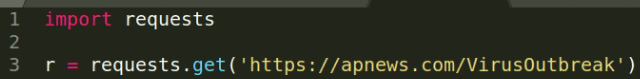 1 import requests
2
3 r = requests.get('https://apnews.com/VirusOutbreak')